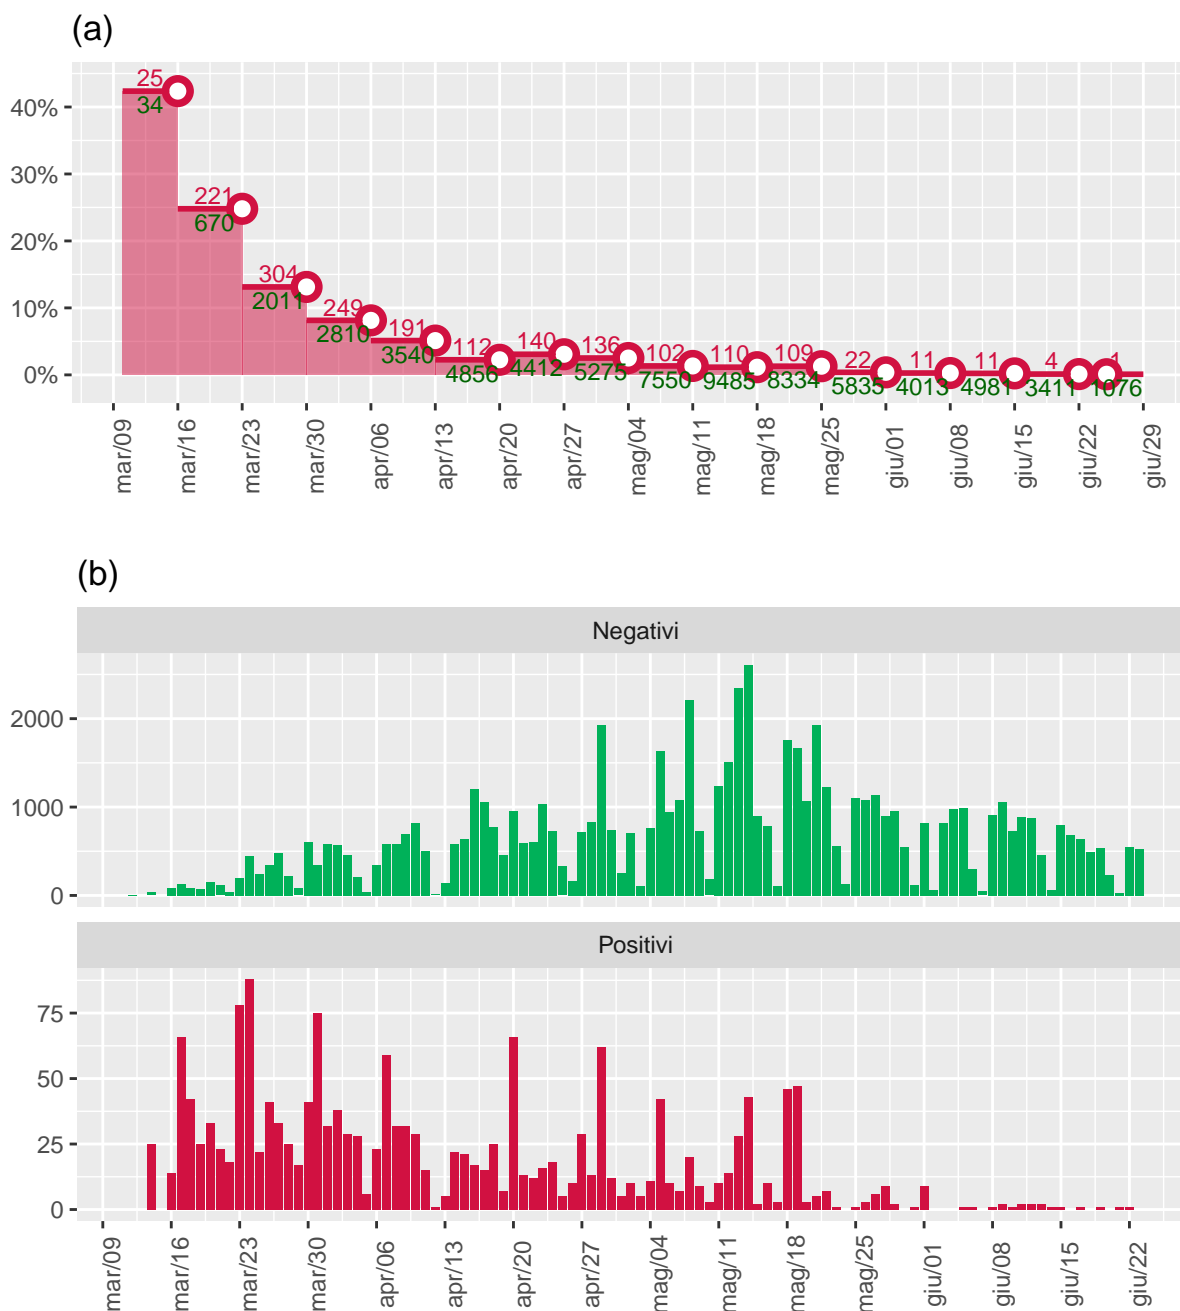 (a)
40%
30%
20%
10%
0%
25
34
221
670
304
2011
249
2810
191
3540
112
4856
140
4412
136
5275
102
7550
110
9485
109
8334
22
5835
11
4013
11
4981
4
3411
1
1076
mar/09
mar/16
mar/23
mar/30
apr/06
apr/13
apr/20
apr/27
mag/04
mag/11
mag/18
mag/25
giu/01
giu/08
giu/15
giu/22
giu/29
(b)
Negativi
2000
1000
0
Positivi
75
50
25
0
mar/09
mar/16
mar/23
mar/30
apr/06
apr/13
apr/20
apr/27
mag/04
mag/11
mag/18
mag/25
giu/01
giu/08
giu/15
giu/22